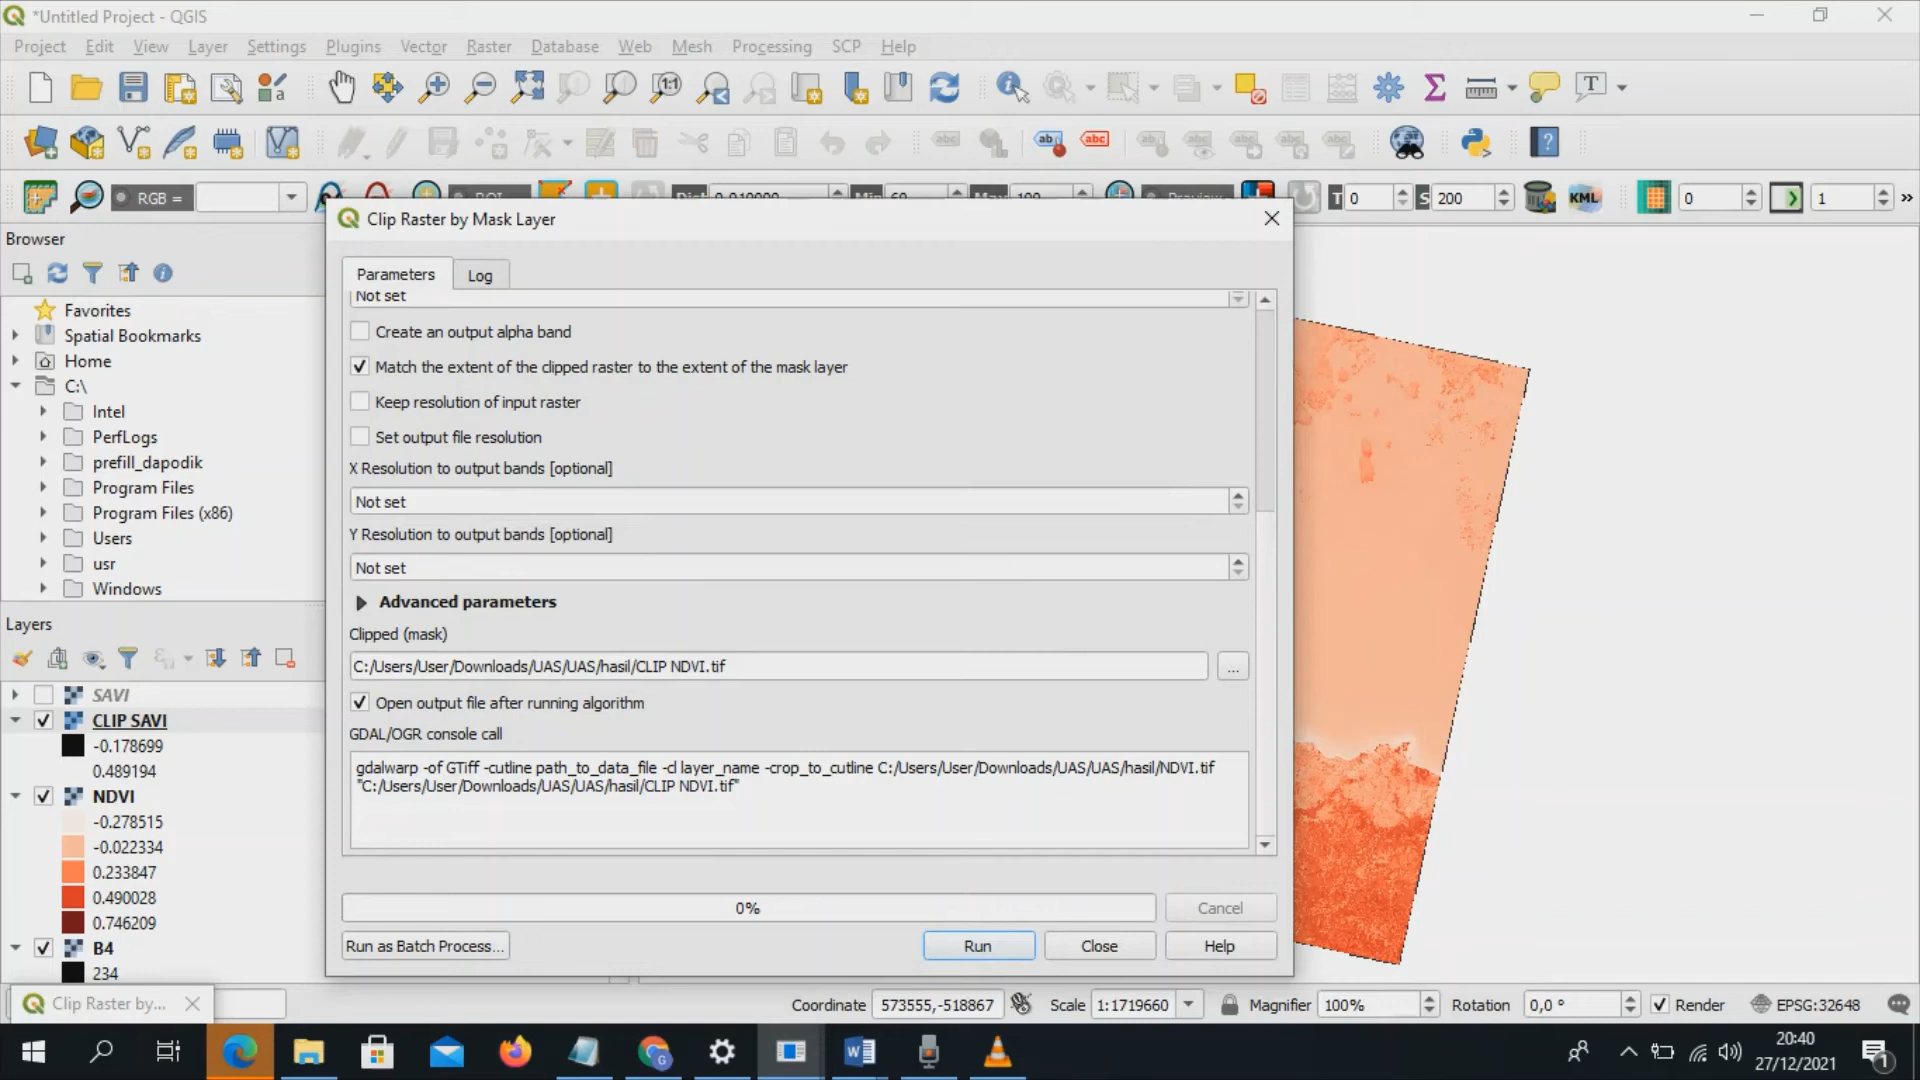 *Untitled Project - QGIS
Project Edit View Layer Settings Plugins Vector Raster Database Web Mesh Processing SCP Help
RGB = T 0 S 200 KML 0 1
Browser
Favorites
Spatial Bookmarks
Home
C:\
Intel
PerfLogs
prefill_dapodik
Program Files
Program Files (x86)
Users
usr
Windows
Layers
SAVI
CLIP SAVI
-0.178699
0.489194
NDVI
-0.278515
-0.022334
0.233847
0.490028
0.746209
B4
234
Clip Raster by Mask Layer
Parameters Log
Not set
Create an output alpha band
Match the extent of the clipped raster to the extent of the mask layer
Keep resolution of input raster
Set output file resolution
X Resolution to output bands [optional]
Not set
Y Resolution to output bands [optional]
Not set
Advanced parameters
Clipped (mask)
C:/Users/User/Downloads/UAS/UAS/hasil/CLIP NDVI.tif
...
Open output file after running algorithm
GDAL/OGR console call
gdalwarp -of GTiff -cutline path_to_data_file -cl layer_name -crop_to_cutline C:/Users/User/Downloads/UAS/UAS/hasil/NDVI.tif
"C:/Users/User/Downloads/UAS/UAS/hasil/CLIP NDVI.tif"
0%
Cancel
Run as Batch Process...
Run Close Help
Clip Raster by...
Coordinate 573555,-518867 Scale 1:1719660 Magnifier 100% Rotation 0,0 ° Render EPSG:32648
20:40
27/12/2021
1